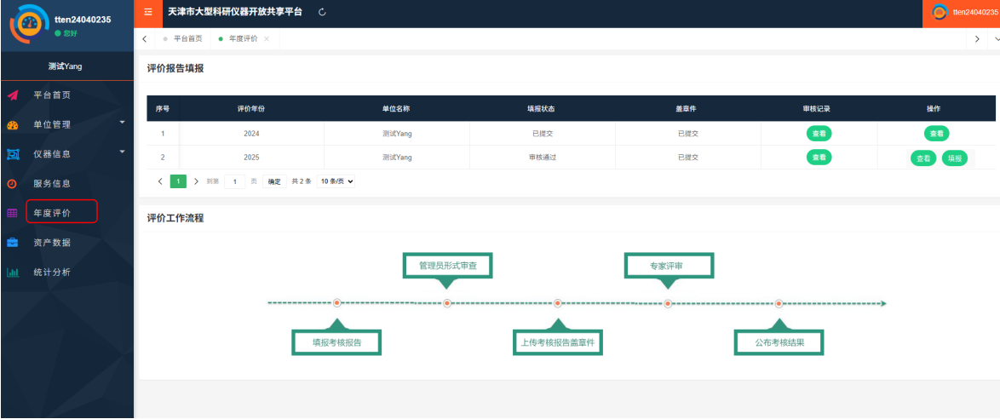 tten24040235
您好
天津市大型科研仪器开放共享平台
tten24040235
平台首页
年度评价
测试Yang
平台首页
单位管理
仪器信息
服务信息
年度评价
资产数据
统计分析
评价报告填报
序号 评价年份 单位名称 填报状态 盖章件 审核记录 操作
1 2024 测试Yang 已提交 已提交 查看 查看
2 2025 测试Yang 审核通过 已提交 查看 查看 填报
1 到第 1 页 确定 共 2 条 10 条/页
评价工作流程
管理员形式审查 专家评审
填报考核报告 上传考核报告盖章件 公布考核结果